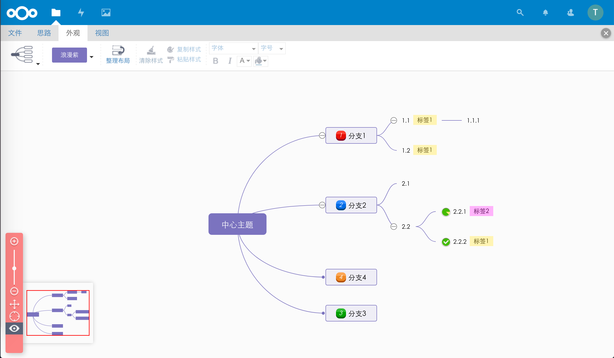 T
文件 思路 外观 视图
浪漫紫 整理布局 清除样式 复制样式 粘贴样式 字体 字号
B I A
中心主题
1 分支1
1.1 标签1 1.1.1
1.2 标签1
2 分支2
2.1
2.2
2.2.1 标签2
2.2.2 标签1
分支4
3 分支3